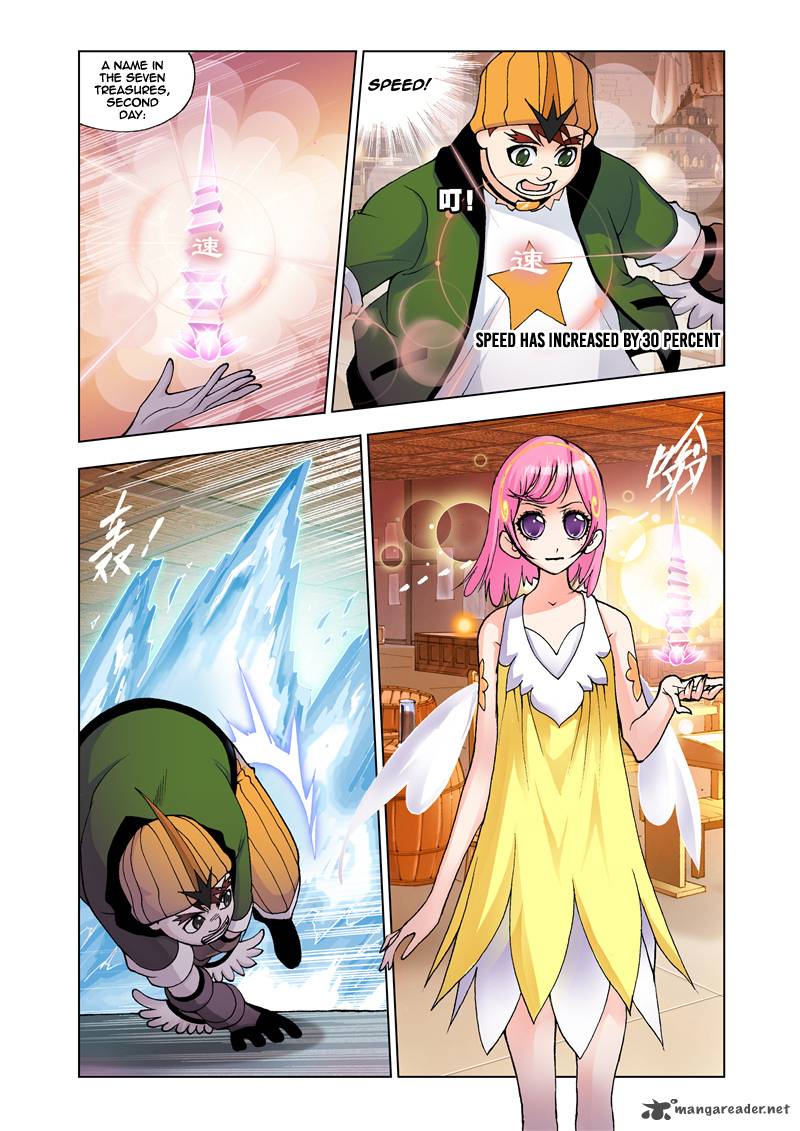 A NAME IN
THE SEVEN
TREASURES,
SECOND
DAY:
速
SPEED!
叮!
速
SPEED HAS INCREASED BY 30 PERCENT
轰!
嗡
mangareader.net